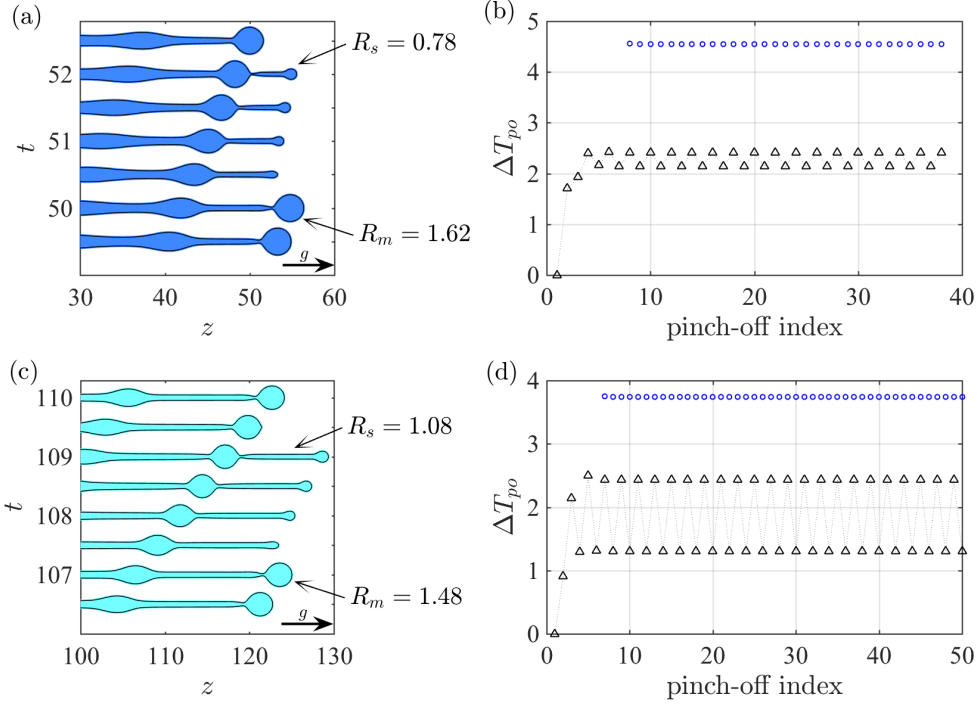 (a)
R_s = 0.78
52
51
t
50
R_m = 1.62
g
30 40 50 60
z
(b)
5
4
3
ΔT_po
2
1
0
0 10 20 30 40
pinch-off index
(c)
110
R_s = 1.08
109
t
108
107
R_m = 1.48
g
100 110 120 130
z
(d)
4
3
ΔT_po
2
1
0
0 10 20 30 40 50
pinch-off index